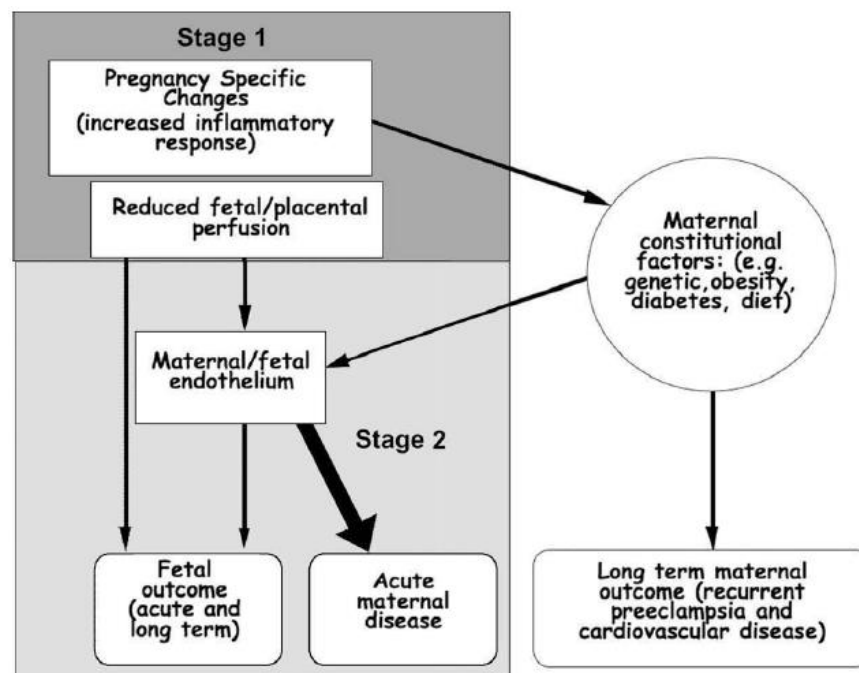 Stage 1
Pregnancy Specific
Changes
(increased inflammatory
response)
Reduced fetal/placental
perfusion
Maternal
constitutional
factors: (e.g.
genetic,obesity,
diabetes, diet)
Maternal/fetal
endothelium
Stage 2
Fetal
outcome
(acute and
long term)
Acute
maternal
disease
Long term maternal
outcome (recurrent
preeclampsia and
cardiovascular disease)